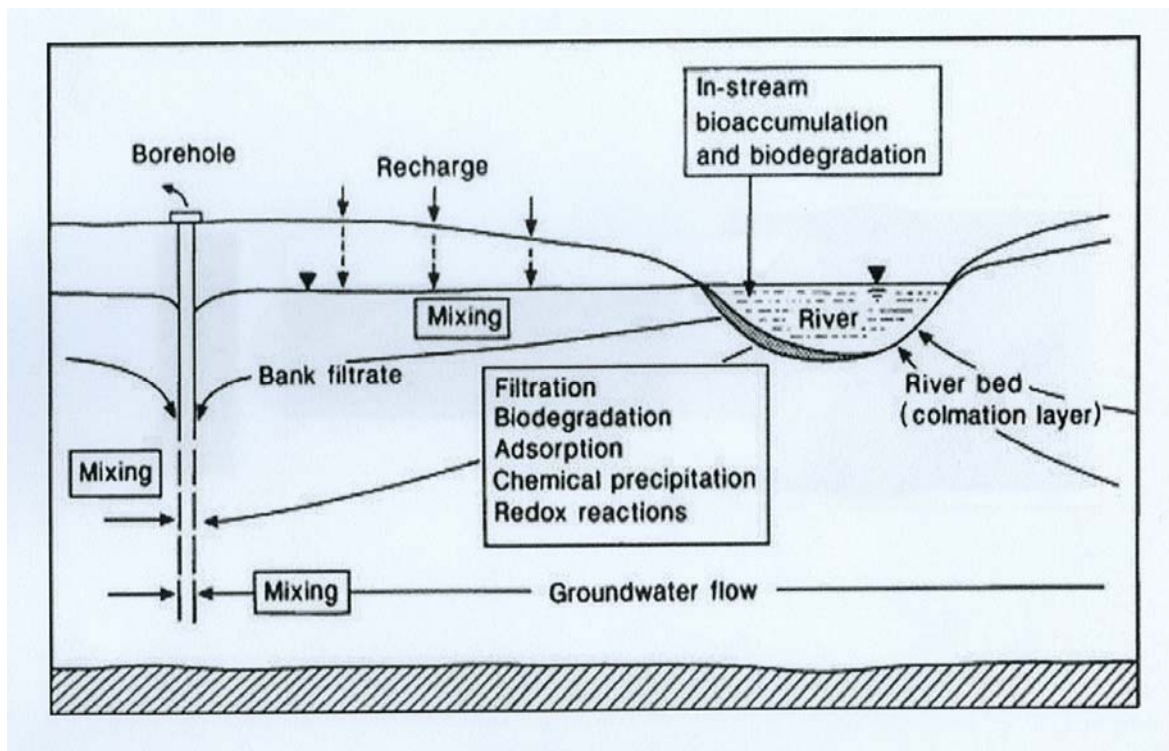 In-stream
bioaccumulation
and biodegradation
Borehole
Recharge
Mixing
River
Bank filtrate
Filtration
Biodegradation
Adsorption
Chemical precipitation
Redox reactions
River bed
(colmation layer)
Mixing
Mixing
Groundwater flow